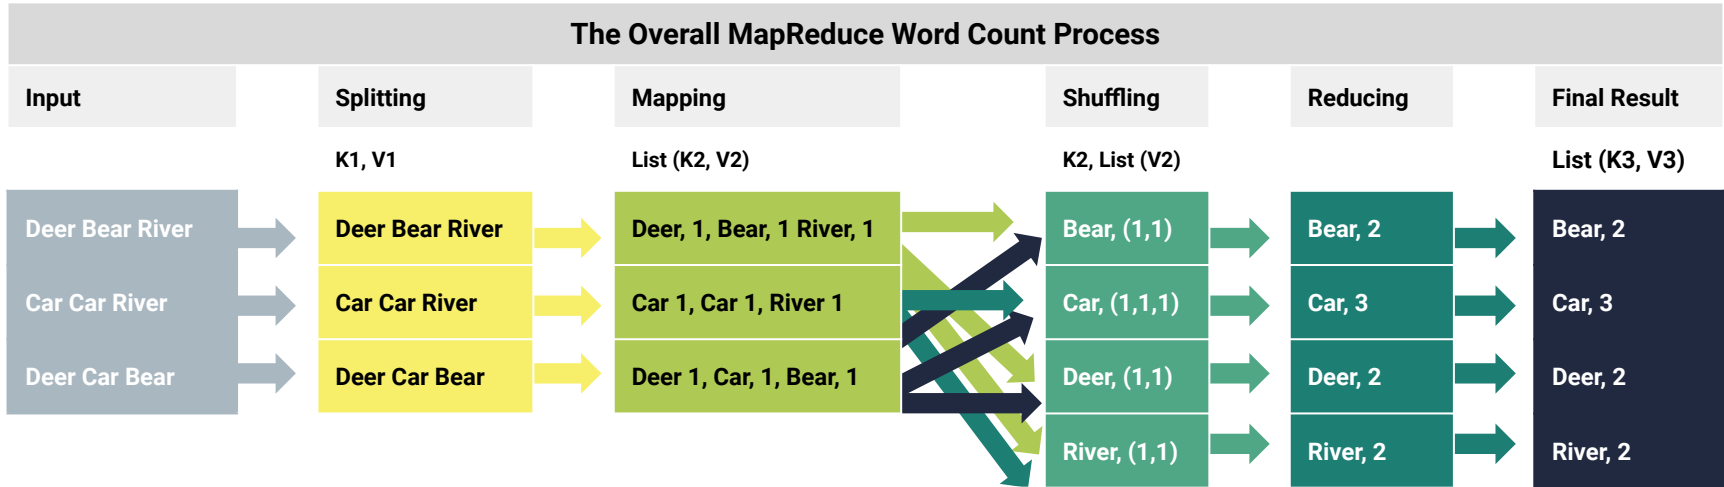 The Overall MapReduce Word Count Process
Input
Splitting
Mapping
Shuffling
Reducing
Final Result
K1, V1
List (K2, V2)
K2, List (V2)
List (K3, V3)
Deer Bear River
Deer Bear River
Deer, 1, Bear, 1 River, 1
Bear, (1,1)
Bear, 2
Bear, 2
Car Car River
Car Car River
Car 1, Car 1, River 1
Car, (1,1,1)
Car, 3
Car, 3
Deer Car Bear
Deer Car Bear
Deer 1, Car, 1, Bear, 1
Deer, (1,1)
Deer, 2
Deer, 2
River, (1,1)
River, 2
River, 2